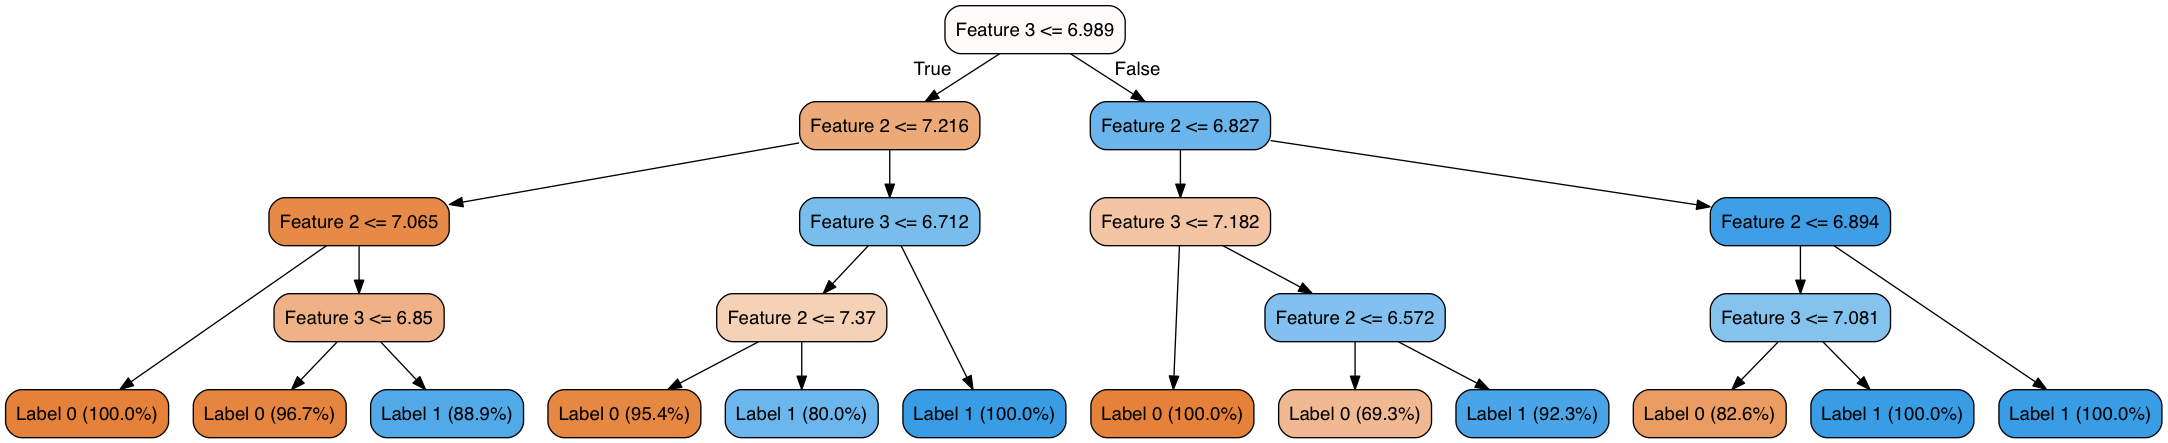 Feature 3 <= 6.989
True
False
Feature 2 <= 7.216
Feature 2 <= 6.827
Feature 2 <= 7.065
Feature 3 <= 6.712
Feature 3 <= 7.182
Feature 2 <= 6.894
Feature 3 <= 6.85
Feature 2 <= 7.37
Feature 2 <= 6.572
Feature 3 <= 7.081
Label 0 (100.0%)
Label 0 (96.7%)
Label 1 (88.9%)
Label 0 (95.4%)
Label 1 (80.0%)
Label 1 (100.0%)
Label 0 (100.0%)
Label 0 (69.3%)
Label 1 (92.3%)
Label 0 (82.6%)
Label 1 (100.0%)
Label 1 (100.0%)